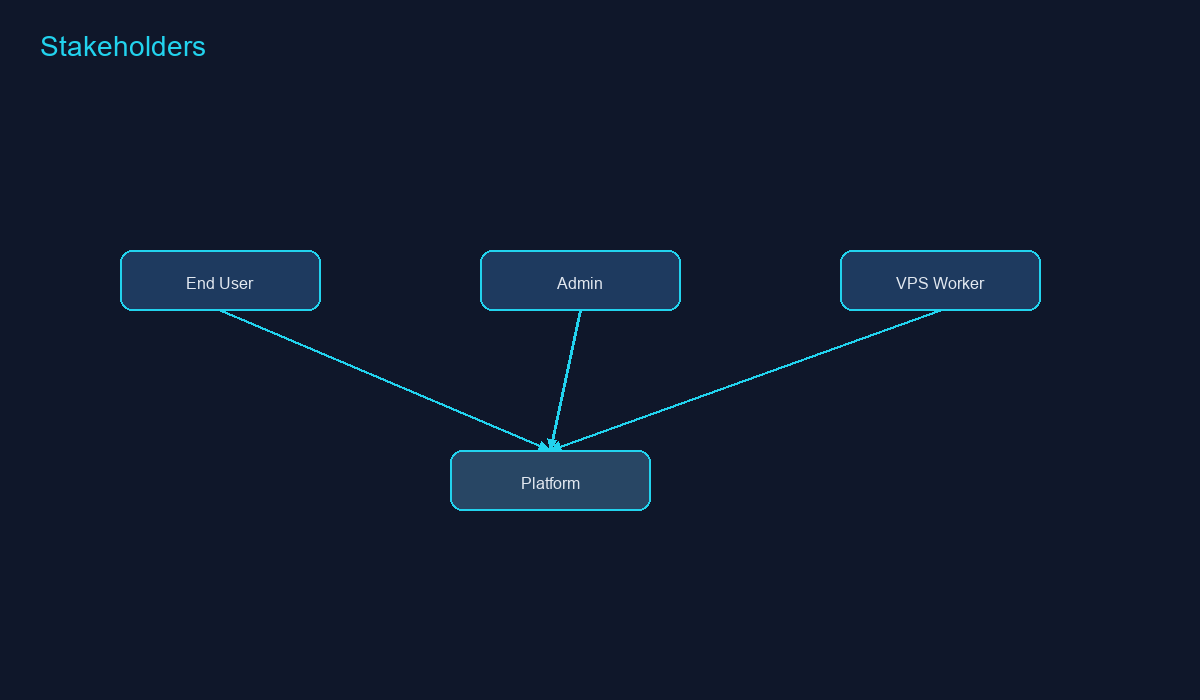 Stakeholders
End User
Admin
VPS Worker
Platform